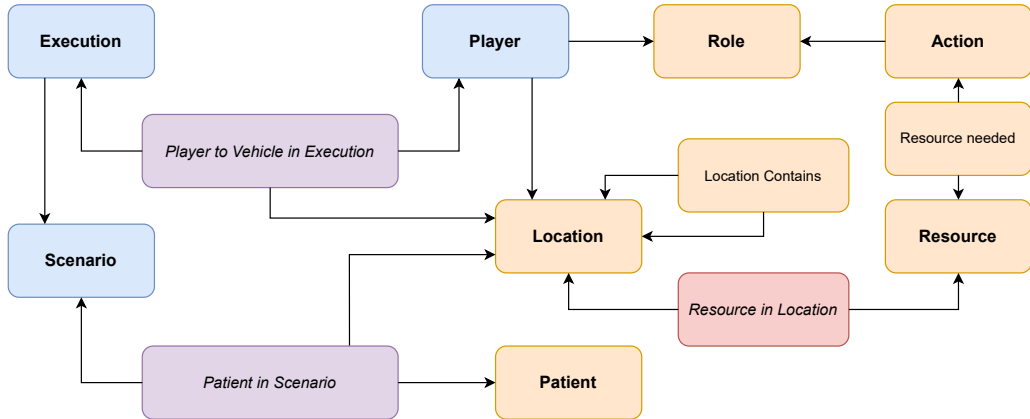 Execution
Player
Role
Action
Player to Vehicle in Execution
Resource needed
Location Contains
Scenario
Location
Resource
Resource in Location
Patient in Scenario
Patient